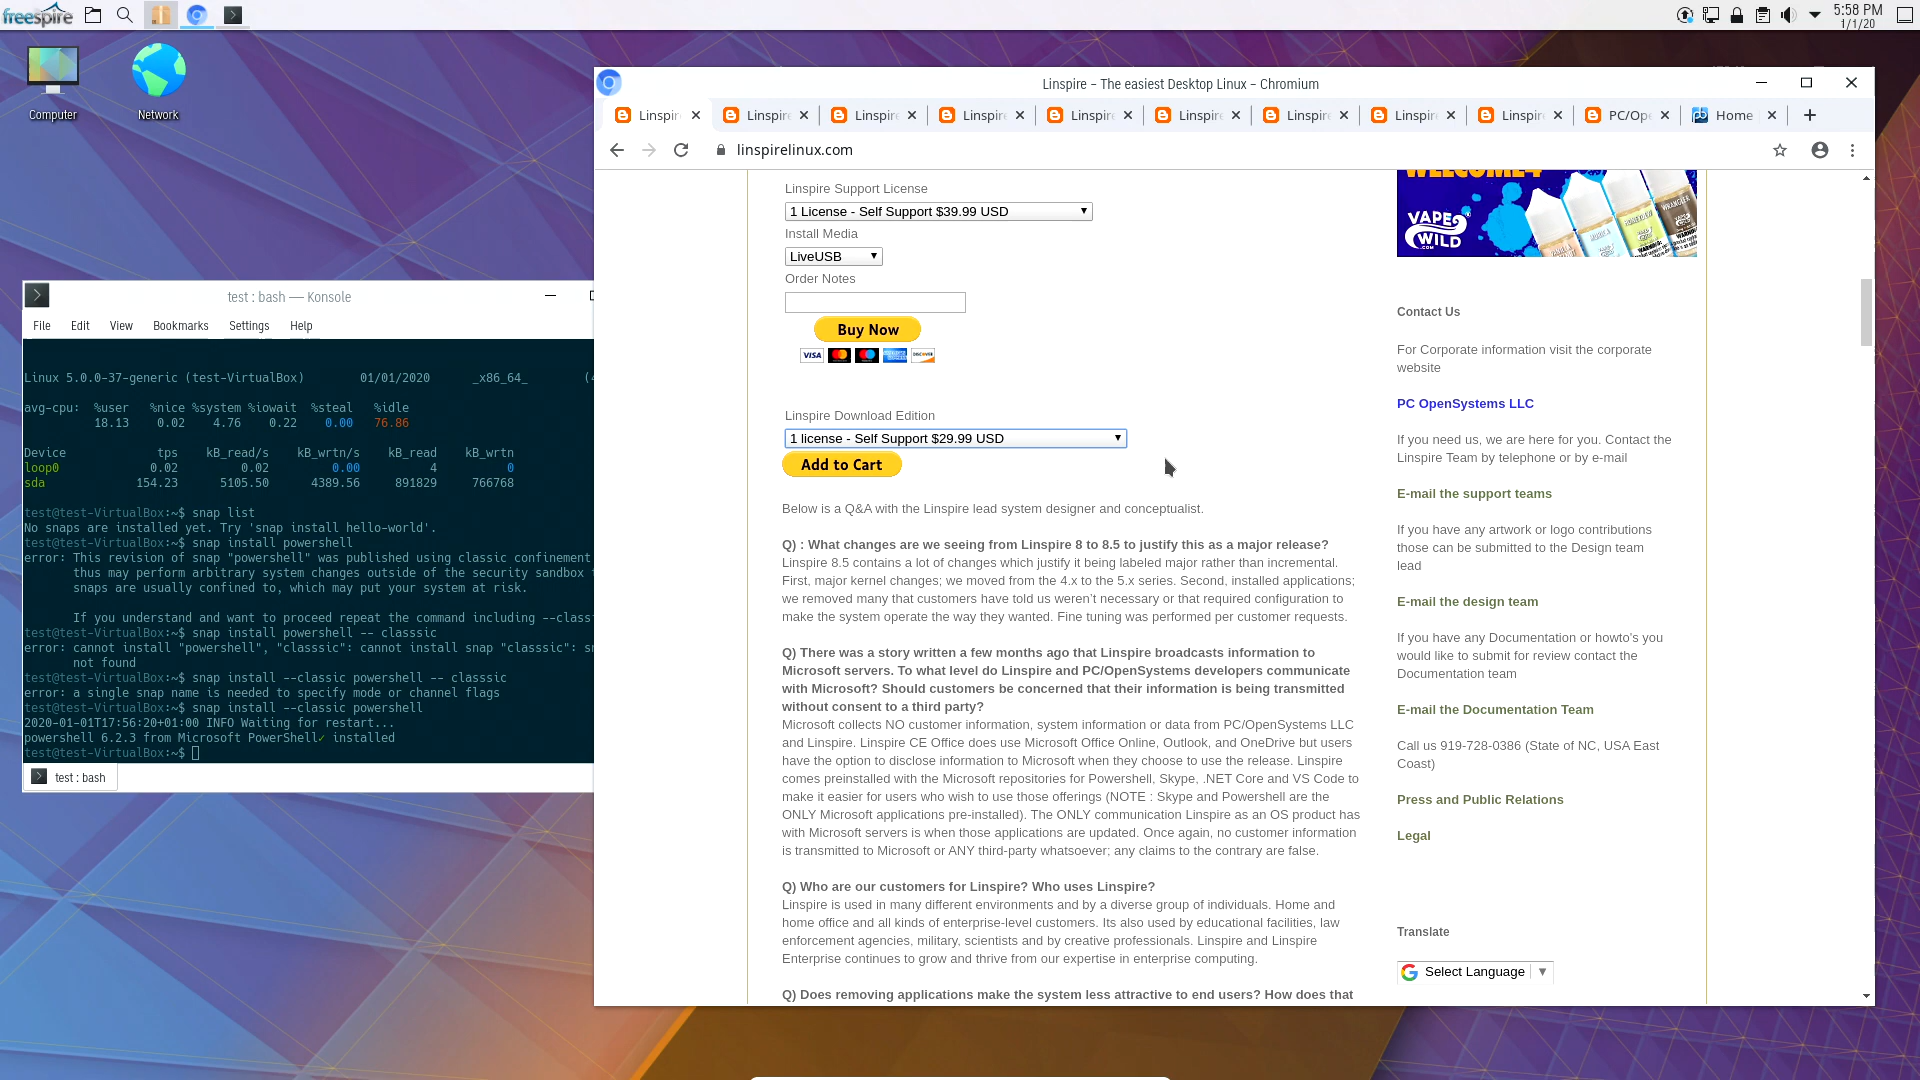 freespire
5:58 PM
1/1/20
Computer
Network
test : bash — Konsole
File Edit View Bookmarks Settings Help
Linux 5.0.0-37-generic (test-VirtualBox) 01/01/2020 _x86_64_ (4
avg-cpu: %user %nice %system %iowait %steal %idle
18.13 0.02 4.76 0.22 0.00 76.86
Device tps kB_read/s kB_wrtn/s kB_read kB_wrtn
loop0 0.02 0.02 0.00 4 0
sda 154.23 5105.50 4389.56 891829 766768
test@test-VirtualBox:~$ snap list
No snaps are installed yet. Try 'snap install hello-world'.
test@test-VirtualBox:~$ snap install powershell
error: This revision of snap "powershell" was published using classic confinement
thus may perform arbitrary system changes outside of the security sandbox
snaps are usually confined to, which may put your system at risk.
If you understand and want to proceed repeat the command including --class
test@test-VirtualBox:~$ snap install powershell -- classsic
error: cannot install "powershell", "classsic": cannot install snap "classsic": s
not found
test@test-VirtualBox:~$ snap install --classic powershell -- classsic
error: a single snap name is needed to specify mode or channel flags
test@test-VirtualBox:~$ snap install --classic powershell
2020-01-01T17:56:20+01:00 INFO Waiting for restart...
powershell 6.2.3 from Microsoft PowerShell✓ installed
test@test-VirtualBox:~$
test : bash
Linspire – The easiest Desktop Linux – Chromium
Linspire Linspire Linspire Linspire Linspire Linspire Linspire Linspire Linspire PC/Ope Home
linspirelinux.com
Linspire Support License
1 License - Self Support $39.99 USD
Install Media
LiveUSB
Order Notes
Buy Now
VISA DISCOVER
Linspire Download Edition
1 license - Self Support $29.99 USD
Add to Cart
Below is a Q&A with the Linspire lead system designer and conceptualist.
Q) : What changes are we seeing from Linspire 8 to 8.5 to justify this as a major release?
Linspire 8.5 contains a lot of changes which justify it being labeled major rather than incremental.
First, major kernel changes; we moved from the 4.x to the 5.x series. Second, installed applications;
we removed many that customers have told us weren't necessary or that required configuration to
make the system operate the way they wanted. Fine tuning was performed per customer requests.
Q) There was a story written a few months ago that Linspire broadcasts information to
Microsoft servers. To what level do Linspire and PC/OpenSystems developers communicate
with Microsoft? Should customers be concerned that their information is being transmitted
without consent to a third party?
Microsoft collects NO customer information, system information or data from PC/OpenSystems LLC
and Linspire. Linspire CE Office does use Microsoft Office Online, Outlook, and OneDrive but users
have the option to disclose information to Microsoft when they choose to use the release. Linspire
comes preinstalled with the Microsoft repositories for Powershell, Skype, .NET Core and VS Code to
make it easier for users who wish to use those offerings (NOTE : Skype and Powershell are the
ONLY Microsoft applications pre-installed). The ONLY communication Linspire as an OS product has
with Microsoft servers is when those applications are updated. Once again, no customer information
is transmitted to Microsoft or ANY third-party whatsoever; any claims to the contrary are false.
Q) Who are our customers for Linspire? Who uses Linspire?
Linspire is used in many different environments and by a diverse group of individuals. Home and
home office and all kinds of enterprise-level customers. Its also used by educational facilities, law
enforcement agencies, military, scientists and by creative professionals. Linspire and Linspire
Enterprise continues to grow and thrive from our expertise in enterprise computing.
Q) Does removing applications make the system less attractive to end users? How does that
WELCOME4
VAPE WILD .COM
Contact Us
For Corporate information visit the corporate
website
PC OpenSystems LLC
If you need us, we are here for you. Contact the
Linspire Team by telephone or by e-mail
E-mail the support teams
If you have any artwork or logo contributions
those can be submitted to the Design team
lead
E-mail the design team
If you have any Documentation or howto's you
would like to submit for review contact the
Documentation team
E-mail the Documentation Team
Call us 919-728-0386 (State of NC, USA East
Coast)
Press and Public Relations
Legal
Translate
Select Language